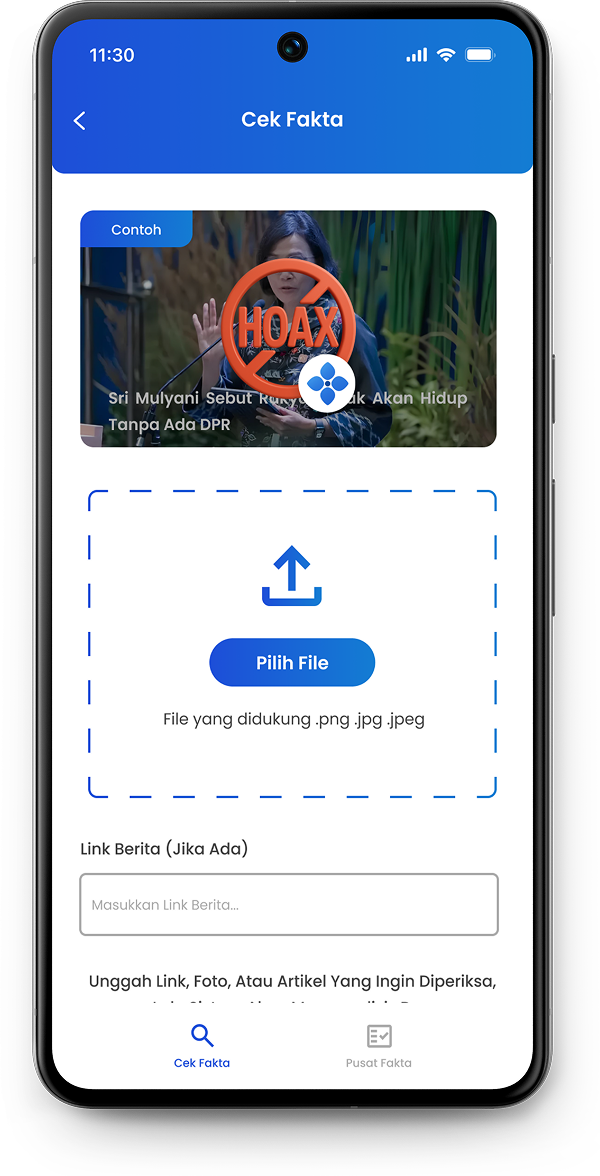 11:30
Cek Fakta
Contoh
HOAX
Sri Mulyani Sebut Akan Hidup
Tanpa Ada DPR
Pilih File
File yang didukung .png .jpg .jpeg
Link Berita (Jika Ada)
Masukkan Link Berita...
Unggah Link, Foto, Atau Artikel Yang Ingin Diperiksa,
Cek Fakta
Pusat Fakta